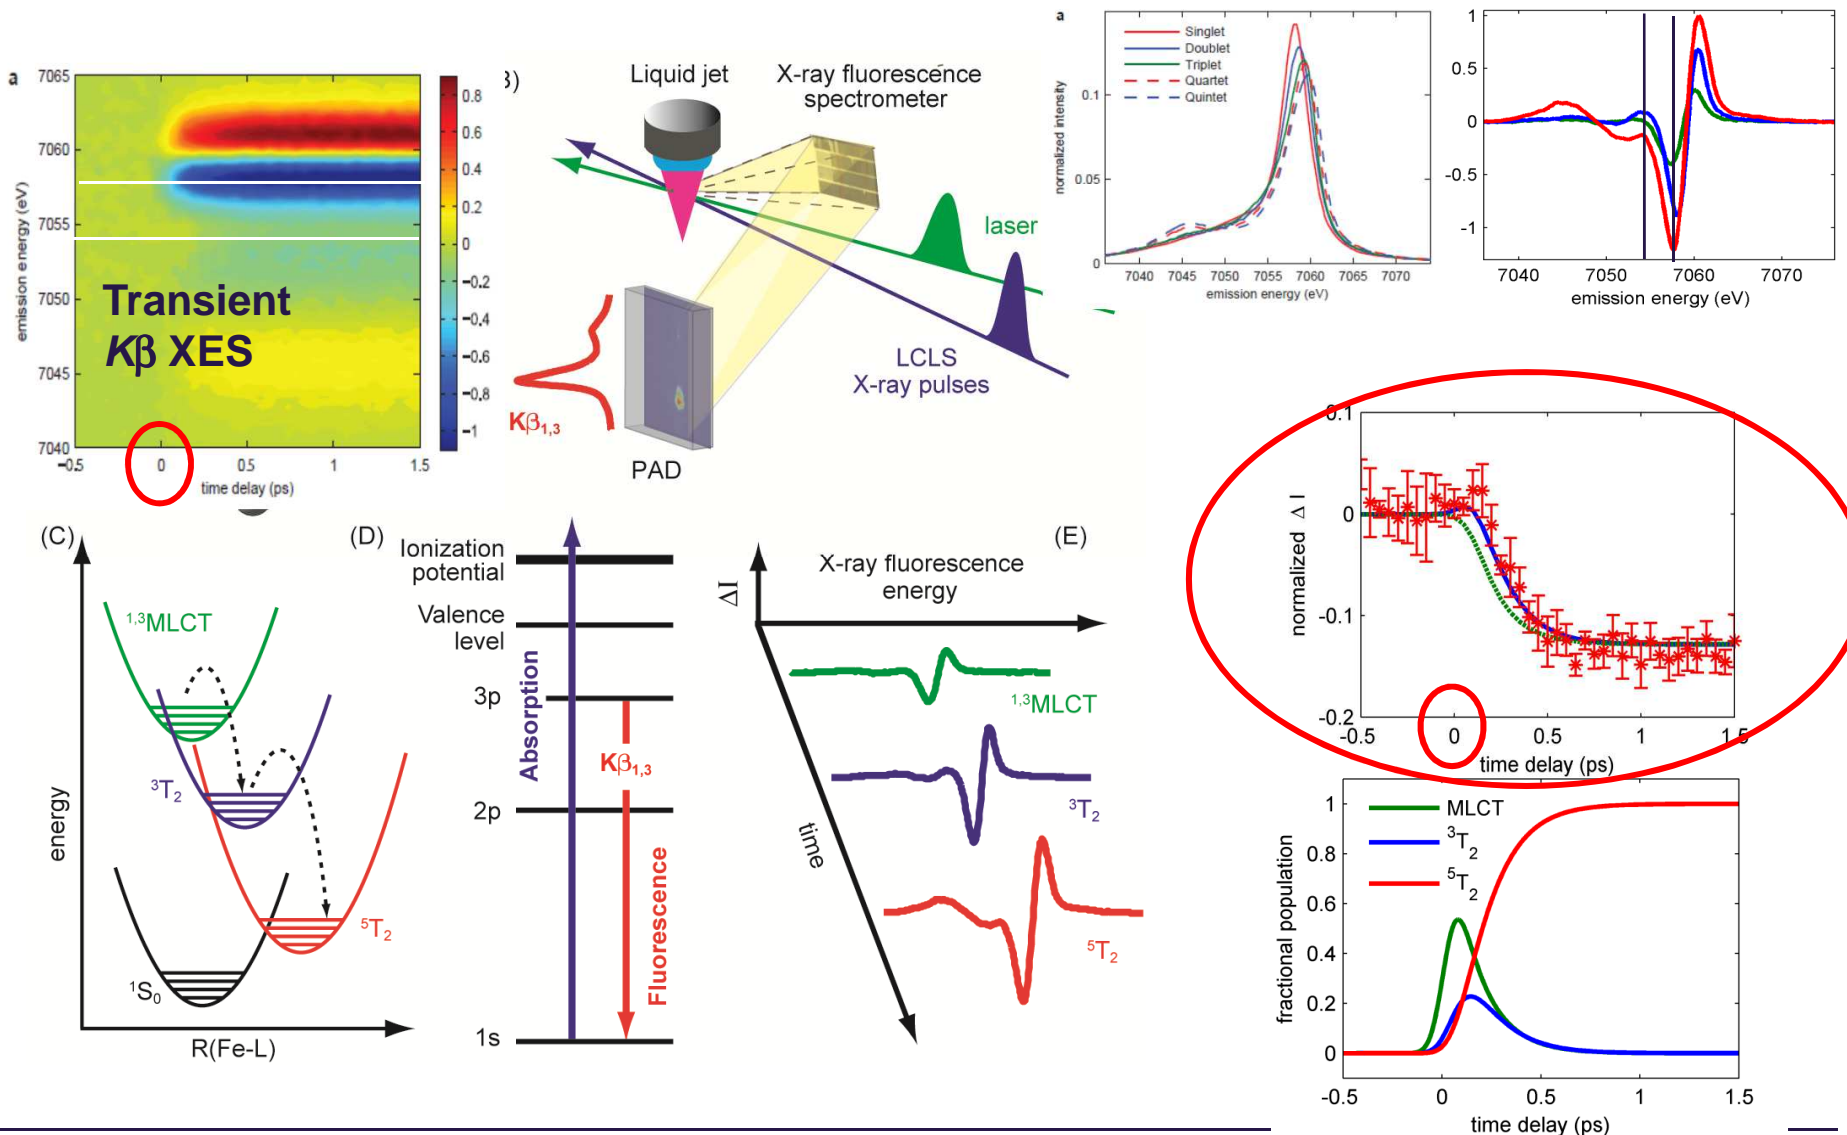 a
7065
7060
7055
7050
7045
7040
emission energy (eV)
-0.5
0
0.5
1
1.5
time delay (ps)
0.8
0.6
0.4
0.2
0
-0.2
-0.4
-0.6
-0.8
-1
Transient
Kβ XES
B)
Liquid jet
X-ray fluorescence
spectrometer
laser
LCLS
X-ray pulses
Kβ1,3
PAD
a
Singlet
Doublet
Triplet
Quartet
Quintet
normalized intensity
0.1
0.05
0
7040
7045
7050
7055
7060
7065
7070
emission energy (eV)
1
0.5
0
-0.5
-1
7040
7050
7060
7070
emission energy (eV)
(C)
energy
1,3MLCT
3T2
5T2
1S0
R(Fe-L)
(D)
Ionization
potential
Valence
level
3p
2p
1s
Absorption
Kβ1,3
Fluorescence
(E)
ΔI
X-ray fluorescence
energy
time
1,3MLCT
3T2
5T2
0.1
0
-0.1
-0.2
normalized Δ I
-0.5
0
0.5
1
1.5
time delay (ps)
MLCT
3T2
5T2
1
0.8
0.6
0.4
0.2
0
fractional population
-0.5
0
0.5
1
1.5
time delay (ps)